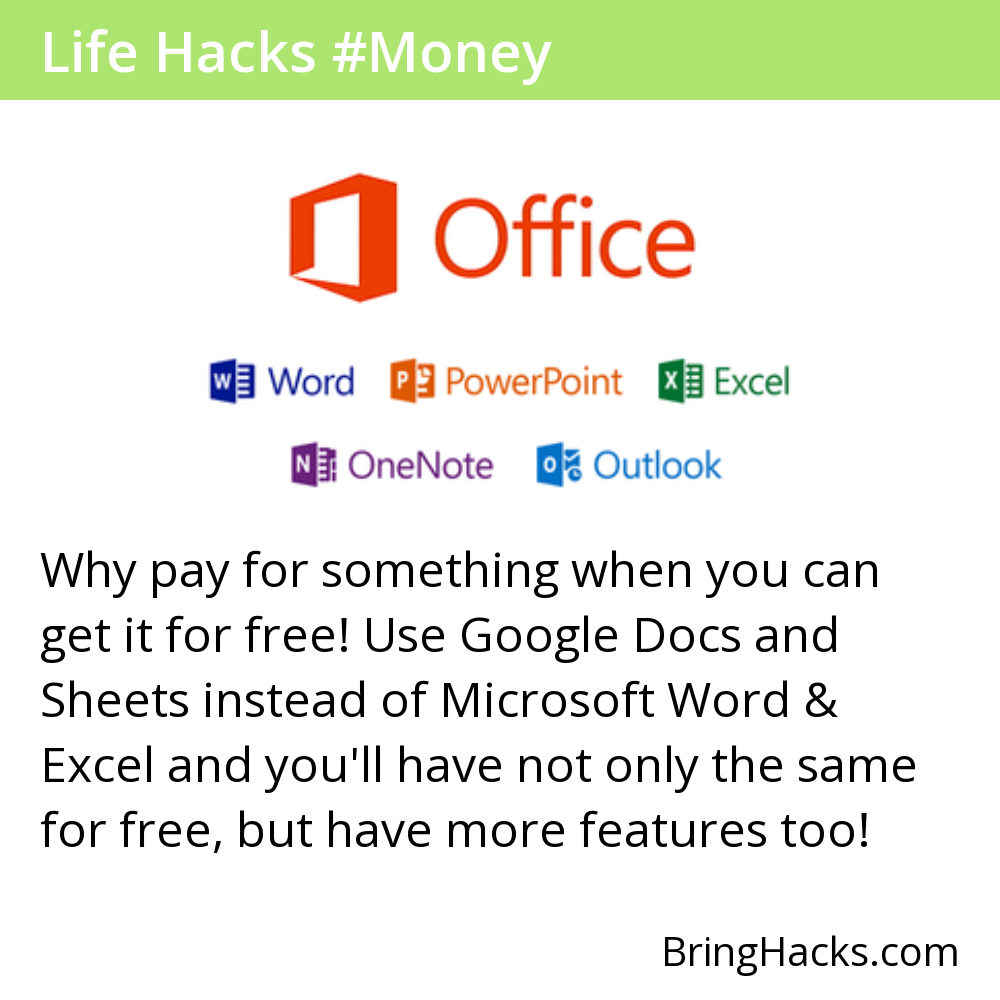 Life Hacks #Money
Office
Word PowerPoint Excel
OneNote Outlook
Why pay for something when you can
get it for free! Use Google Docs and
Sheets instead of Microsoft Word &
Excel and you'll have not only the same
for free, but have more features too!
BringHacks.com